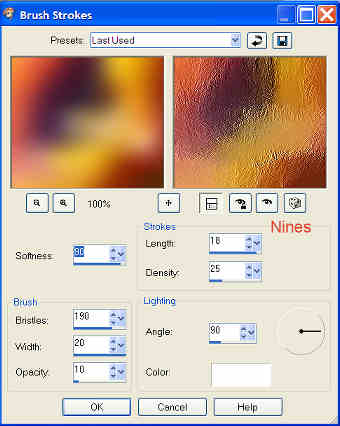 Brush Strokes
Presets: Last Used
100%
Nines
Strokes
Length: 18
Density: 25
Softness: 80
Brush
Bristles: 190
Width: 20
Opacity: 10
Lighting
Angle: 90
Color:
OK Cancel Help